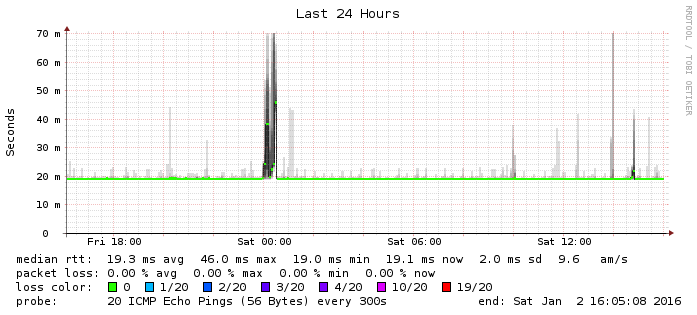 Last 24 Hours
RRDTOOL / TOBI OETIKER
Seconds
70 m
60 m
50 m
40 m
30 m
20 m
10 m
0
Fri 18:00 Sat 00:00 Sat 06:00 Sat 12:00
median rtt: 19.3 ms avg 46.0 ms max 19.0 ms min 19.1 ms now 2.0 ms sd 9.6 am/s
packet loss: 0.00 % avg 0.00 % max 0.00 % min 0.00 % now
loss color: 0 1/20 2/20 3/20 4/20 10/20 19/20
probe: 20 ICMP Echo Pings (56 Bytes) every 300s end: Sat Jan 2 16:05:08 2016